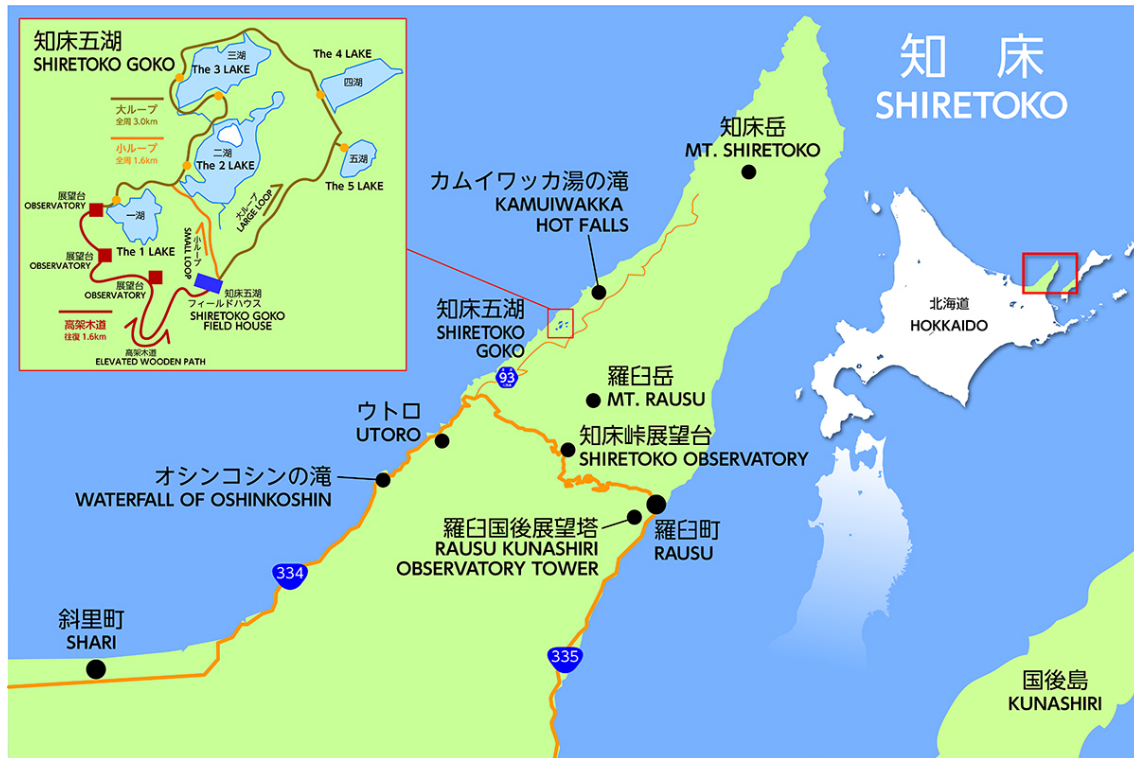 知床五湖
SHIRETOKO GOKO
三湖
The 3 LAKE
The 4 LAKE
四湖
大ループ
全周 3.0km
小ループ
全周 1.6km
二湖
The 2 LAKE
五湖
The 5 LAKE
展望台
OBSERVATORY
一湖
The 1 LAKE
大ループ
LARGE LOOP
小ループ
SMALL LOOP
展望台
OBSERVATORY
展望台
OBSERVATORY
知床五湖
フィールドハウス
SHIRETOKO GOKO
FIELD HOUSE
高架木道
往復 1.6km
高架木道
ELEVATED WOODEN PATH
知床
SHIRETOKO
知床岳
MT. SHIRETOKO
カムイワッカ湯の滝
KAMUIWAKKA
HOT FALLS
知床五湖
SHIRETOKO
GOKO
93
北海道
HOKKAIDO
羅臼岳
MT. RAUSU
ウトロ
UTORO
知床峠展望台
SHIRETOKO OBSERVATORY
オシンコシンの滝
WATERFALL OF OSHINKOSHIN
羅臼国後展望塔
RAUSU KUNASHIRI
OBSERVATORY TOWER
羅臼町
RAUSU
334
斜里町
SHARI
335
国後島
KUNASHIRI